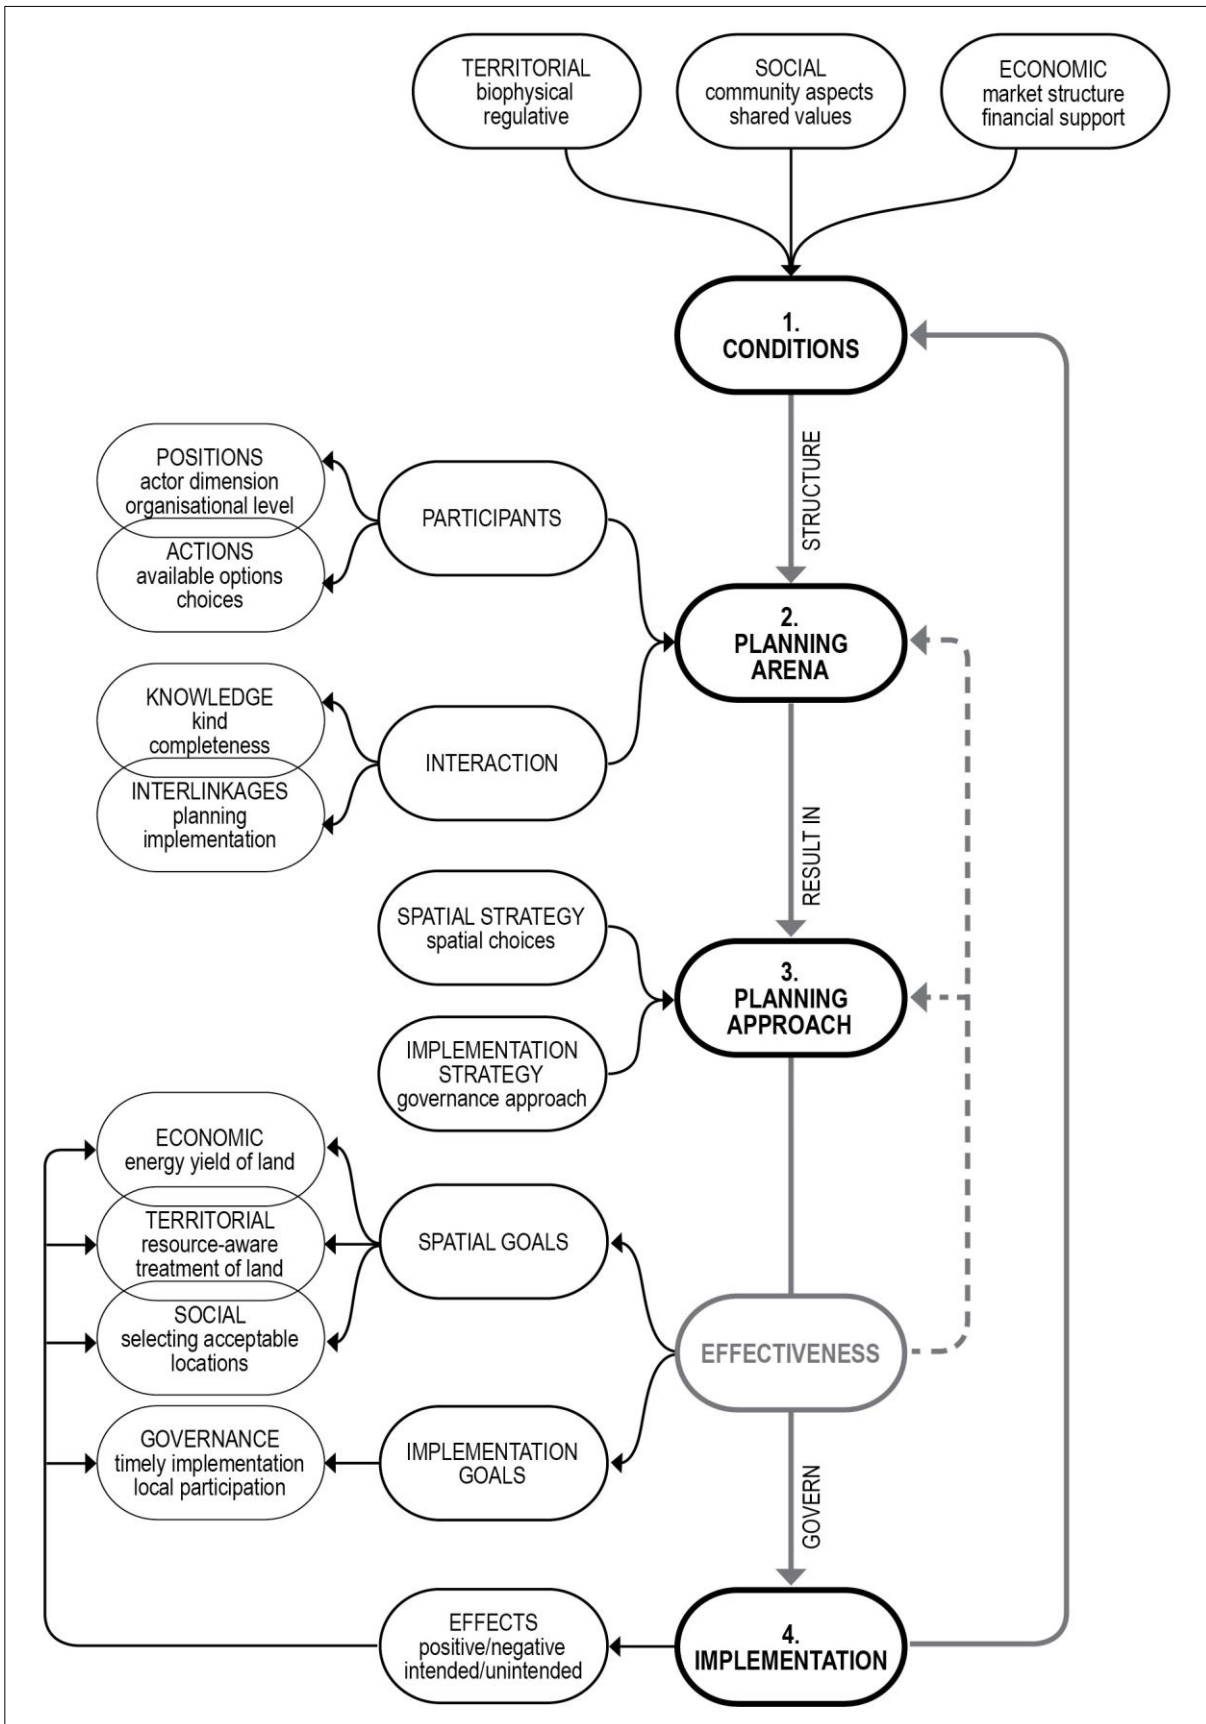 TERRITORIAL
biophysical
regulative
SOCIAL
community aspects
shared values
ECONOMIC
market structure
financial support
1.
CONDITIONS
STRUCTURE
POSITIONS
actor dimension
organisational level
ACTIONS
available options
choices
PARTICIPANTS
2.
PLANNING
ARENA
KNOWLEDGE
kind
completeness
INTERLINKAGES
planning
implementation
INTERACTION
RESULT IN
SPATIAL STRATEGY
spatial choices
3.
PLANNING
APPROACH
IMPLEMENTATION
STRATEGY
governance approach
ECONOMIC
energy yield of land
TERRITORIAL
resource-aware
treatment of land
SOCIAL
selecting acceptable
locations
SPATIAL GOALS
EFFECTIVENESS
GOVERNANCE
timely implementation
local participation
IMPLEMENTATION
GOALS
GOVERN
EFFECTS
positive/negative
intended/unintended
4.
IMPLEMENTATION